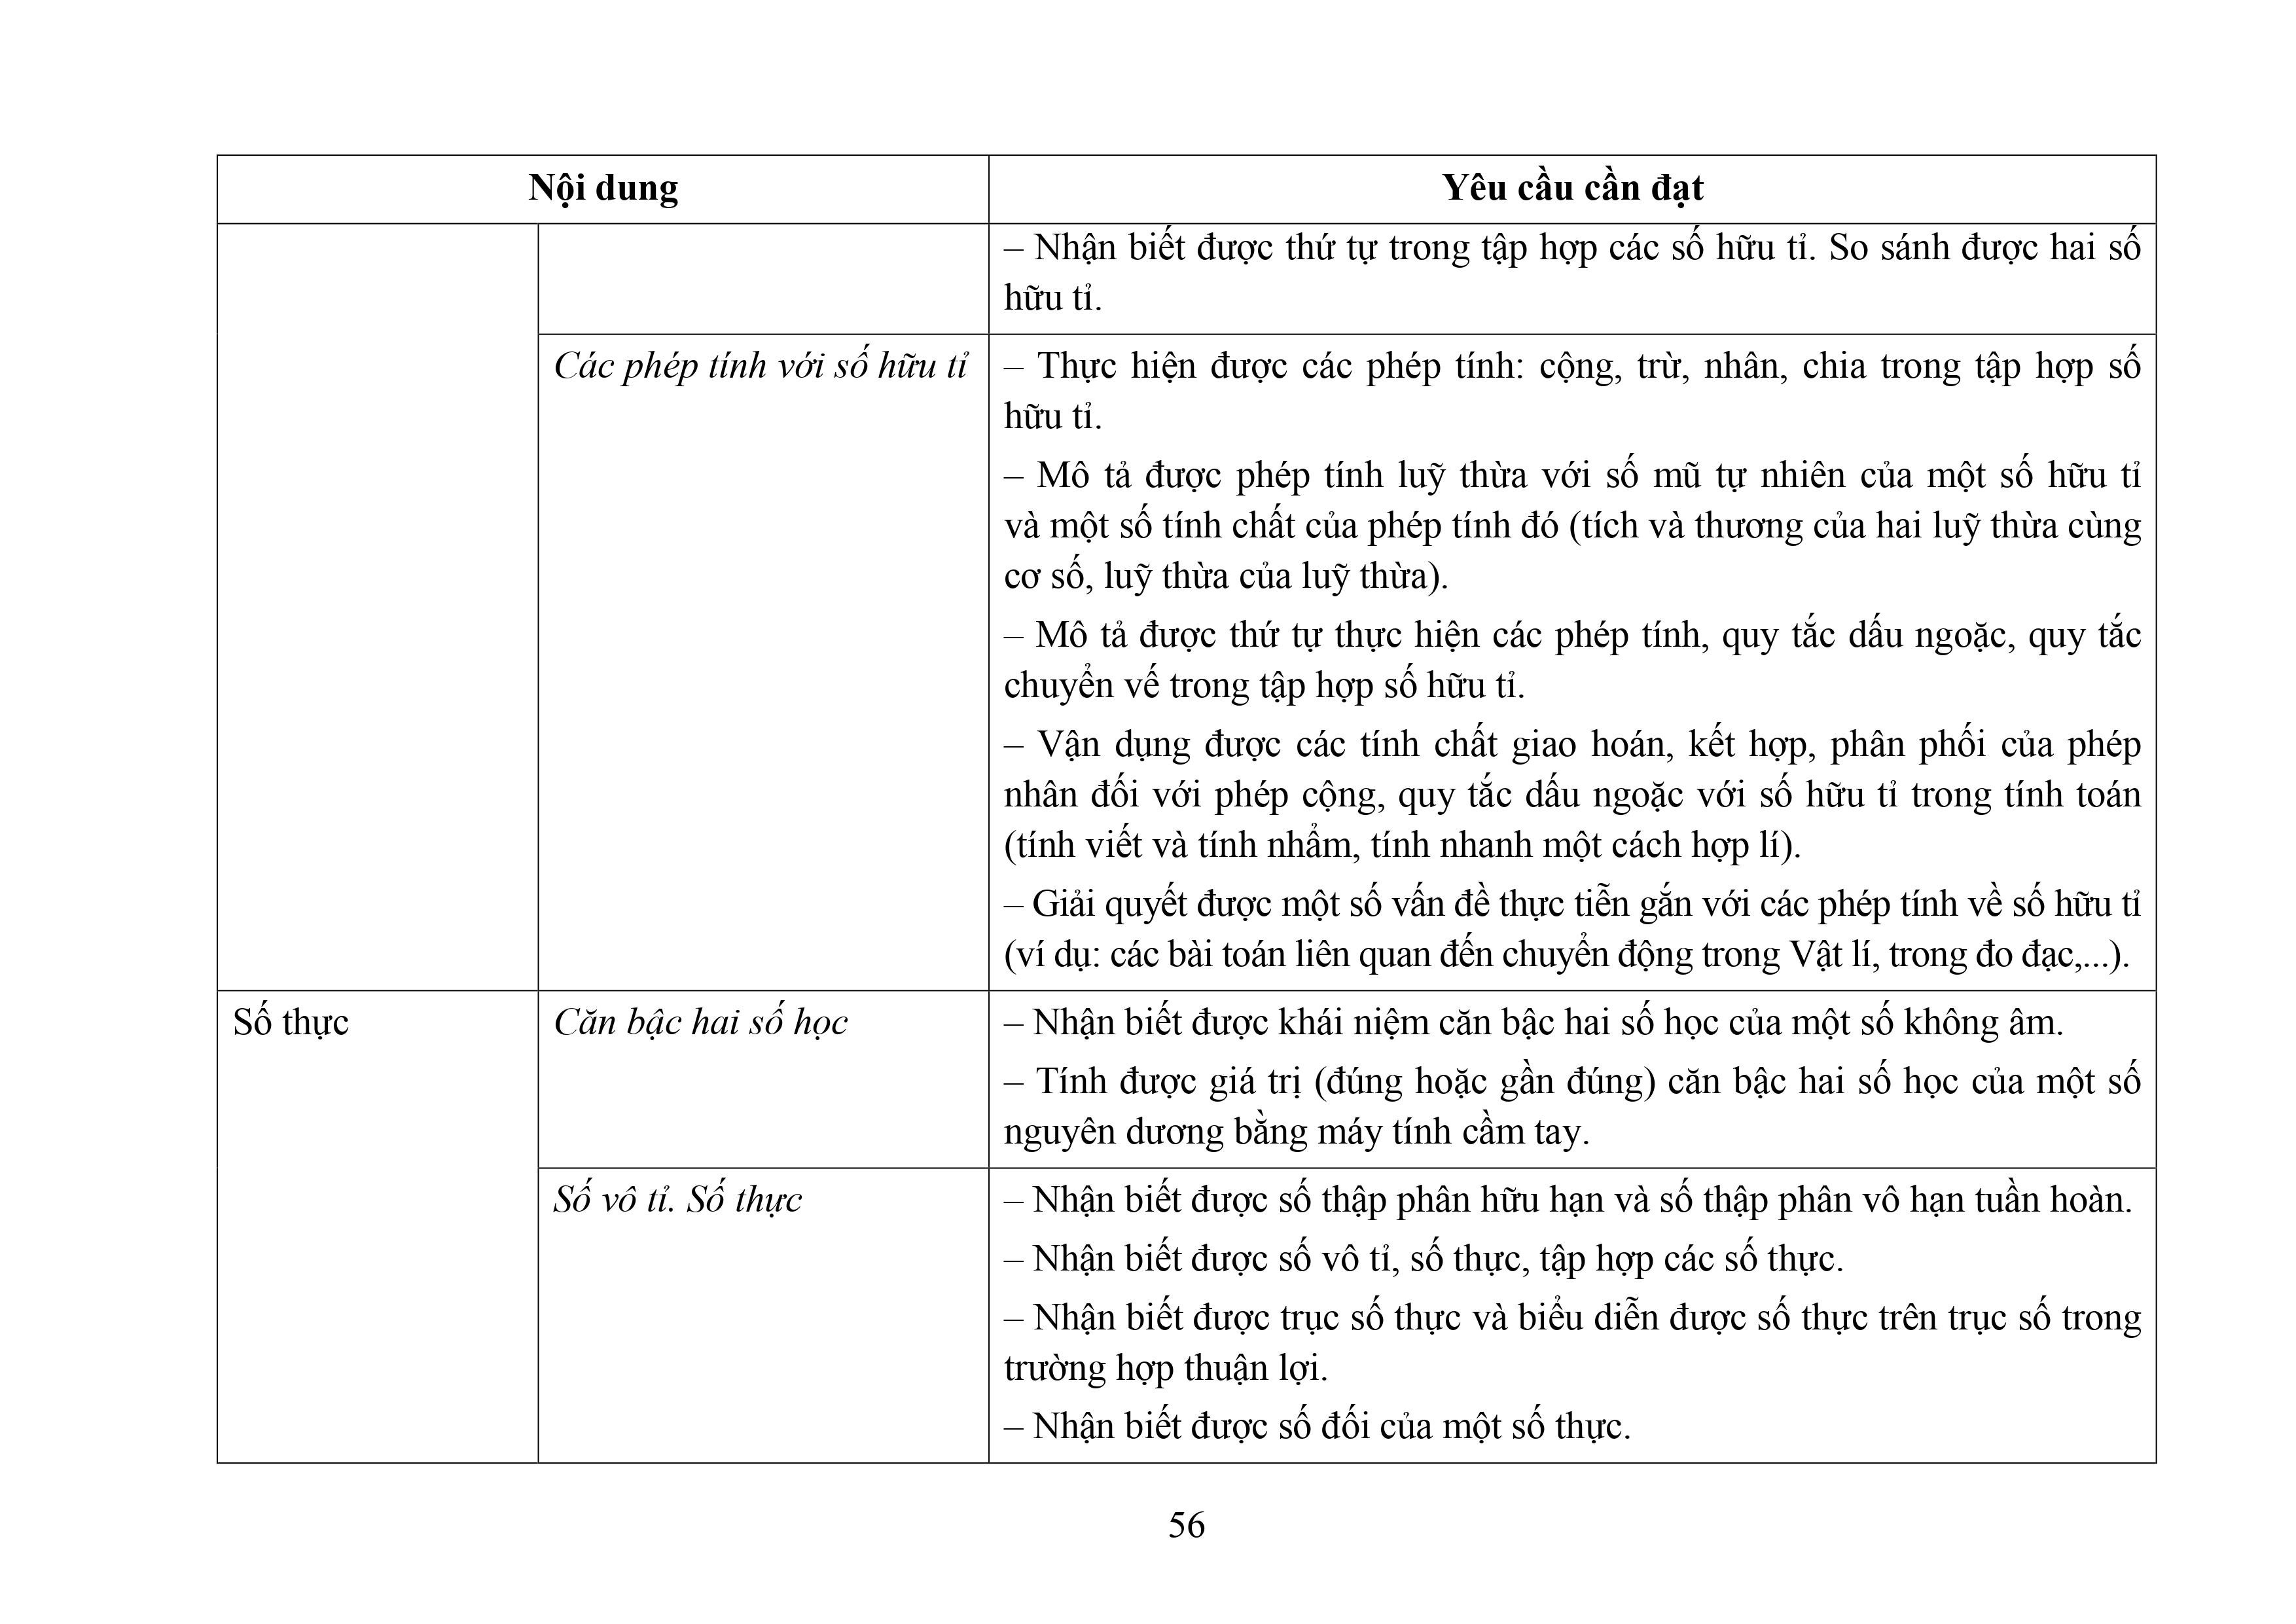 Nội dung
Yêu cầu cần đạt
– Nhận biết được thứ tự trong tập hợp các số hữu tỉ. So sánh được hai số
hữu tỉ.
Các phép tính với số hữu tỉ
– Thực hiện được các phép tính: cộng, trừ, nhân, chia trong tập hợp số
hữu tỉ.
– Mô tả được phép tính luỹ thừa với số mũ tự nhiên của một số hữu tỉ
và một số tính chất của phép tính đó (tích và thương của hai luỹ thừa cùng
cơ số, luỹ thừa của luỹ thừa).
– Mô tả được thứ tự thực hiện các phép tính, quy tắc dấu ngoặc, quy tắc
chuyển vế trong tập hợp số hữu tỉ.
– Vận dụng được các tính chất giao hoán, kết hợp, phân phối của phép
nhân đối với phép cộng, quy tắc dấu ngoặc với số hữu tỉ trong tính toán
(tính viết và tính nhẩm, tính nhanh một cách hợp lí).
– Giải quyết được một số vấn đề thực tiễn gắn với các phép tính về số hữu tỉ
(ví dụ: các bài toán liên quan đến chuyển động trong Vật lí, trong đo đạc,...).
Số thực
Căn bậc hai số học
– Nhận biết được khái niệm căn bậc hai số học của một số không âm.
– Tính được giá trị (đúng hoặc gần đúng) căn bậc hai số học của một số
nguyên dương bằng máy tính cầm tay.
Số vô tỉ. Số thực
– Nhận biết được số thập phân hữu hạn và số thập phân vô hạn tuần hoàn.
– Nhận biết được số vô tỉ, số thực, tập hợp các số thực.
– Nhận biết được trục số thực và biểu diễn được số thực trên trục số trong
trường hợp thuận lợi.
– Nhận biết được số đối của một số thực.
56